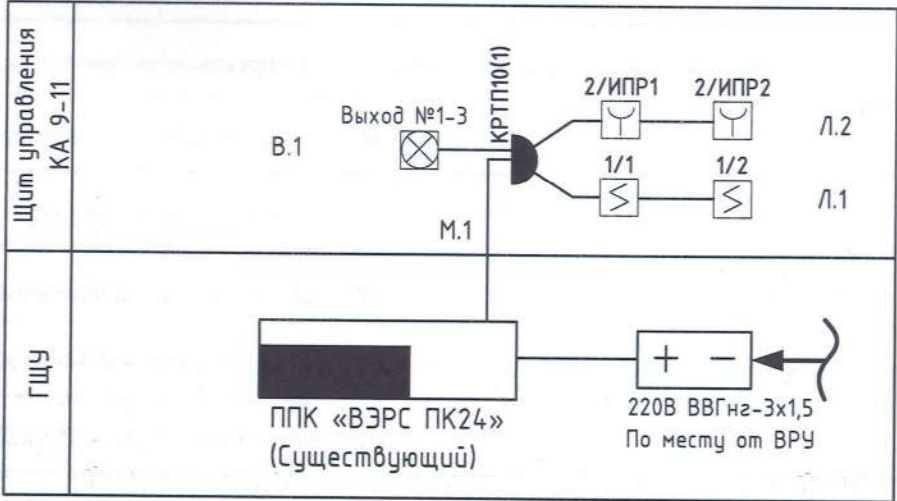 Щит управления
КА 9-11
В.1
Выход №1-3
КРТП10(1)
2/ИПР1
2/ИПР2
Л.2
1/1
1/2
Л.1
М.1
ГЩУ
ППК «ВЭРС ПК24»
(Существующий)
+ −
220В ВВГнг-3х1,5
По месту от ВРУ